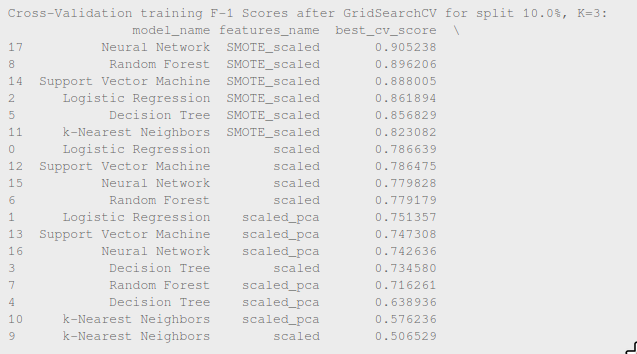 Cross-Validation training F-1 Scores after GridSearchCV for split 10.0%, K=3:
model_name features_name best_cv_score \
17 Neural Network SMOTE_scaled 0.905238
8 Random Forest SMOTE_scaled 0.896206
14 Support Vector Machine SMOTE_scaled 0.888005
2 Logistic Regression SMOTE_scaled 0.861894
5 Decision Tree SMOTE_scaled 0.856829
11 k-Nearest Neighbors SMOTE_scaled 0.823082
0 Logistic Regression scaled 0.786639
12 Support Vector Machine scaled 0.786475
15 Neural Network scaled 0.779828
6 Random Forest scaled 0.779179
1 Logistic Regression scaled_pca 0.751357
13 Support Vector Machine scaled_pca 0.747308
16 Neural Network scaled_pca 0.742636
3 Decision Tree scaled 0.734580
7 Random Forest scaled_pca 0.716261
4 Decision Tree scaled_pca 0.638936
10 k-Nearest Neighbors scaled_pca 0.576236
9 k-Nearest Neighbors scaled 0.506529